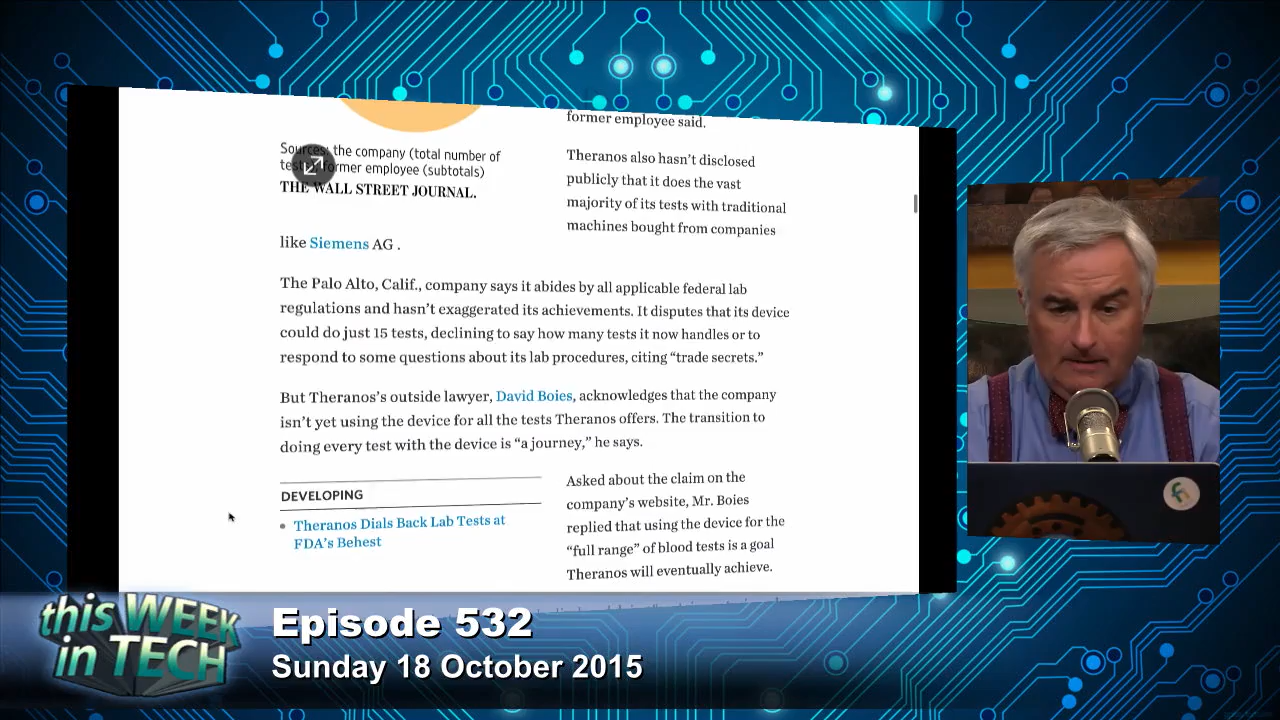 former employee said.
Sources: the company (total number of
tests); former employee (subtotals)
THE WALL STREET JOURNAL.
Theranos also hasn't disclosed
publicly that it does the vast
majority of its tests with traditional
machines bought from companies
like Siemens AG .
The Palo Alto, Calif., company says it abides by all applicable federal lab
regulations and hasn't exaggerated its achievements. It disputes that its device
could do just 15 tests, declining to say how many tests it now handles or to
respond to some questions about its lab procedures, citing “trade secrets.”
But Theranos's outside lawyer, David Boies, acknowledges that the company
isn't yet using the device for all the tests Theranos offers. The transition to
doing every test with the device is “a journey,” he says.
DEVELOPING
Theranos Dials Back Lab Tests at
FDA's Behest
Asked about the claim on the
company's website, Mr. Boies
replied that using the device for the
“full range” of blood tests is a goal
Theranos will eventually achieve.
this WEEK
in TECH
Episode 532
Sunday 18 October 2015